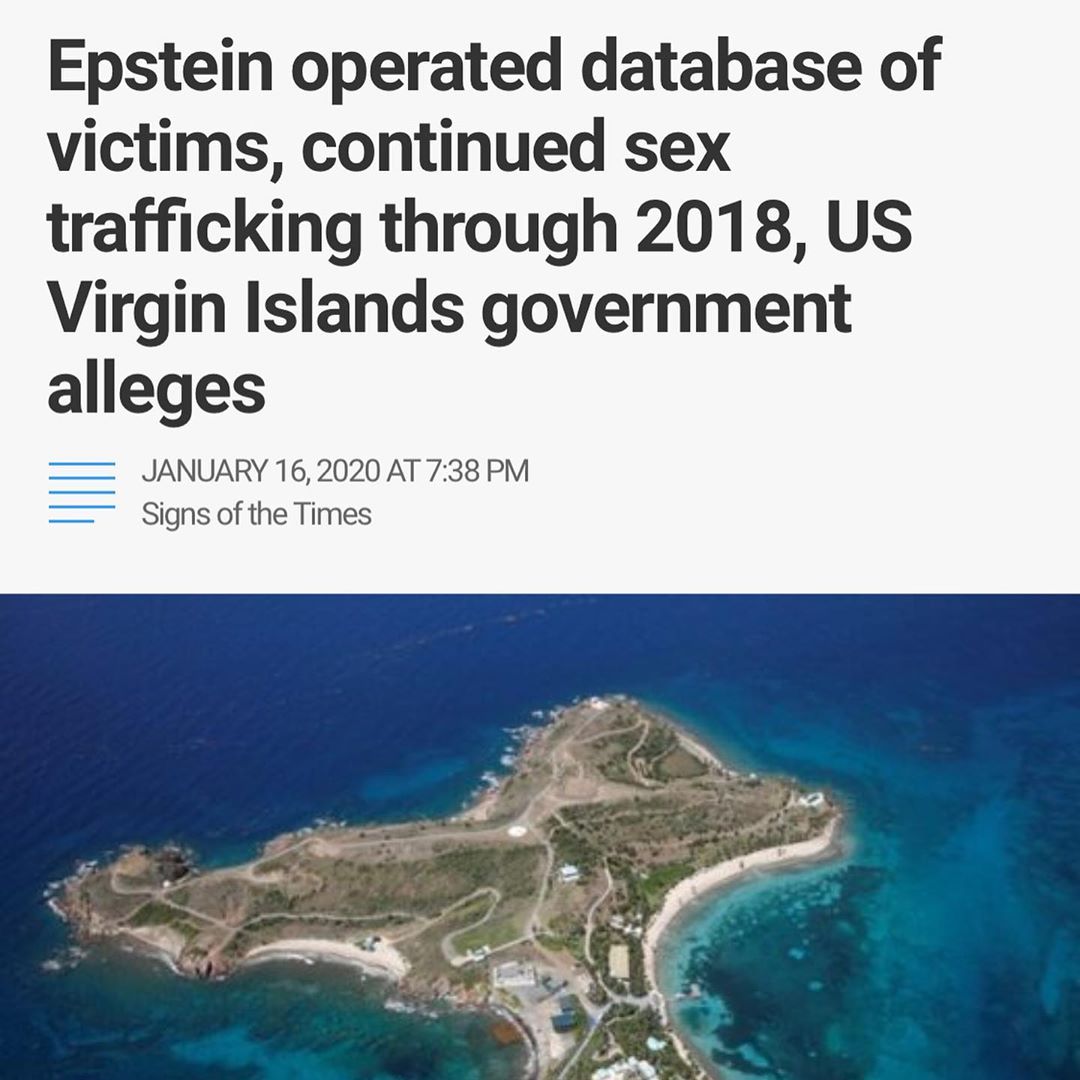 Epstein operated database of
victims, continued sex
trafficking through 2018, US
Virgin Islands government
alleges
JANUARY 16, 2020 AT 7:38 PM
Signs of the Times